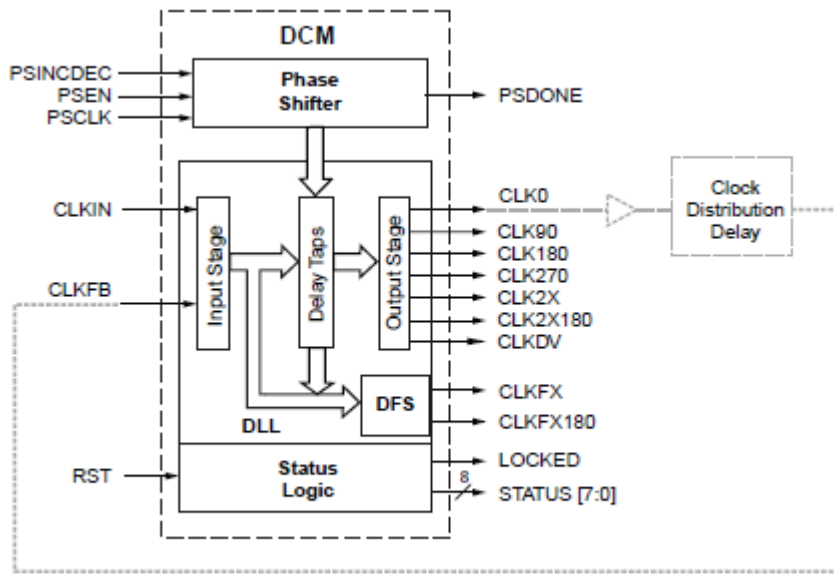 DCM
PSINCDEC
PSEN
PSCLK
Phase
Shifter
PSDONE
CLKIN
CLKFB
Input Stage
Delay Taps
Output Stage
CLK0
CLK90
CLK180
CLK270
CLK2X
CLK2X180
CLKDV
Clock
Distribution
Delay
DFS
CLKFX
CLKFX180
DLL
RST
Status
Logic
LOCKED
8
STATUS [7:0]